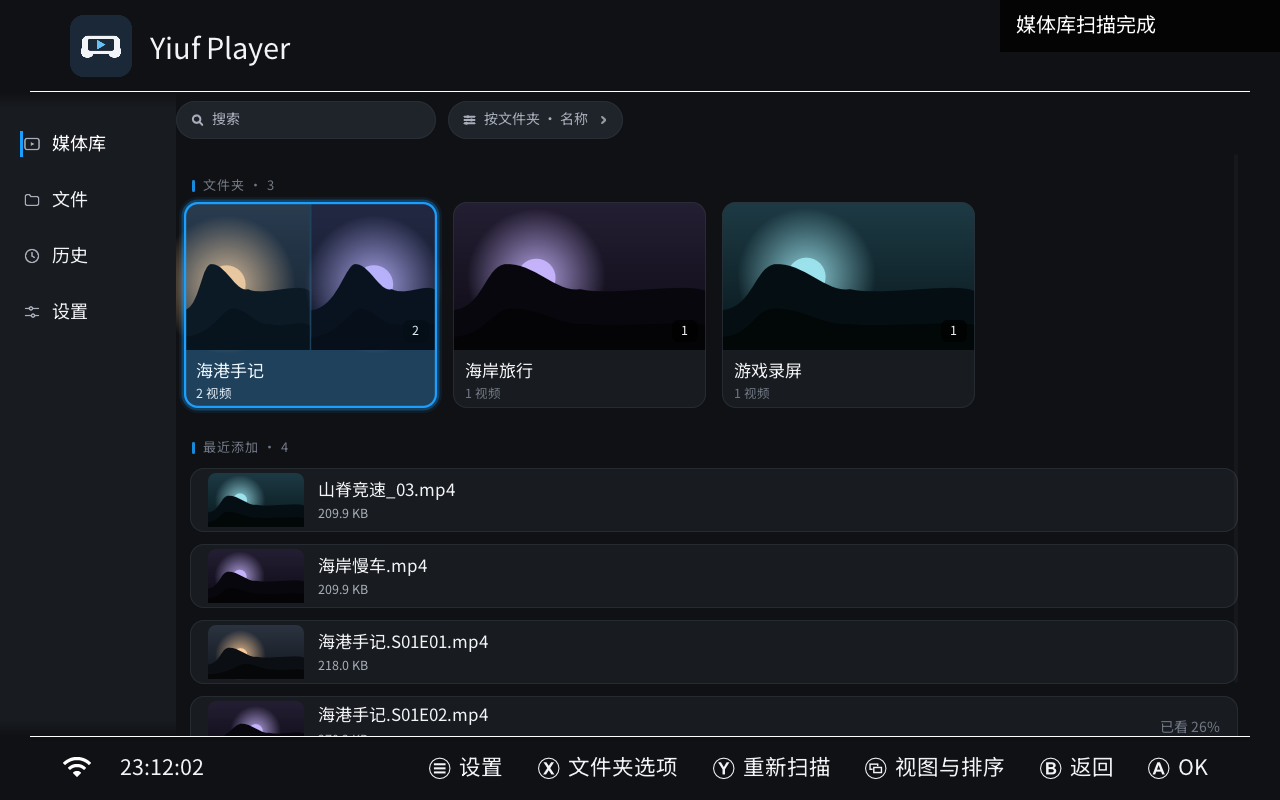 Yiuf Player
媒体库扫描完成
媒体库
文件
历史
设置
搜索
按文件夹 · 名称
文件夹 · 3
2
海港手记
2 视频
1
海岸旅行
1 视频
1
游戏录屏
1 视频
最近添加 · 4
山脊竞速_03.mp4
209.9 KB
海岸慢车.mp4
209.9 KB
海港手记.S01E01.mp4
218.0 KB
海港手记.S01E02.mp4
已看 26%
23:12:02
设置
X 文件夹选项
Y 重新扫描
视图与排序
B 返回
A OK